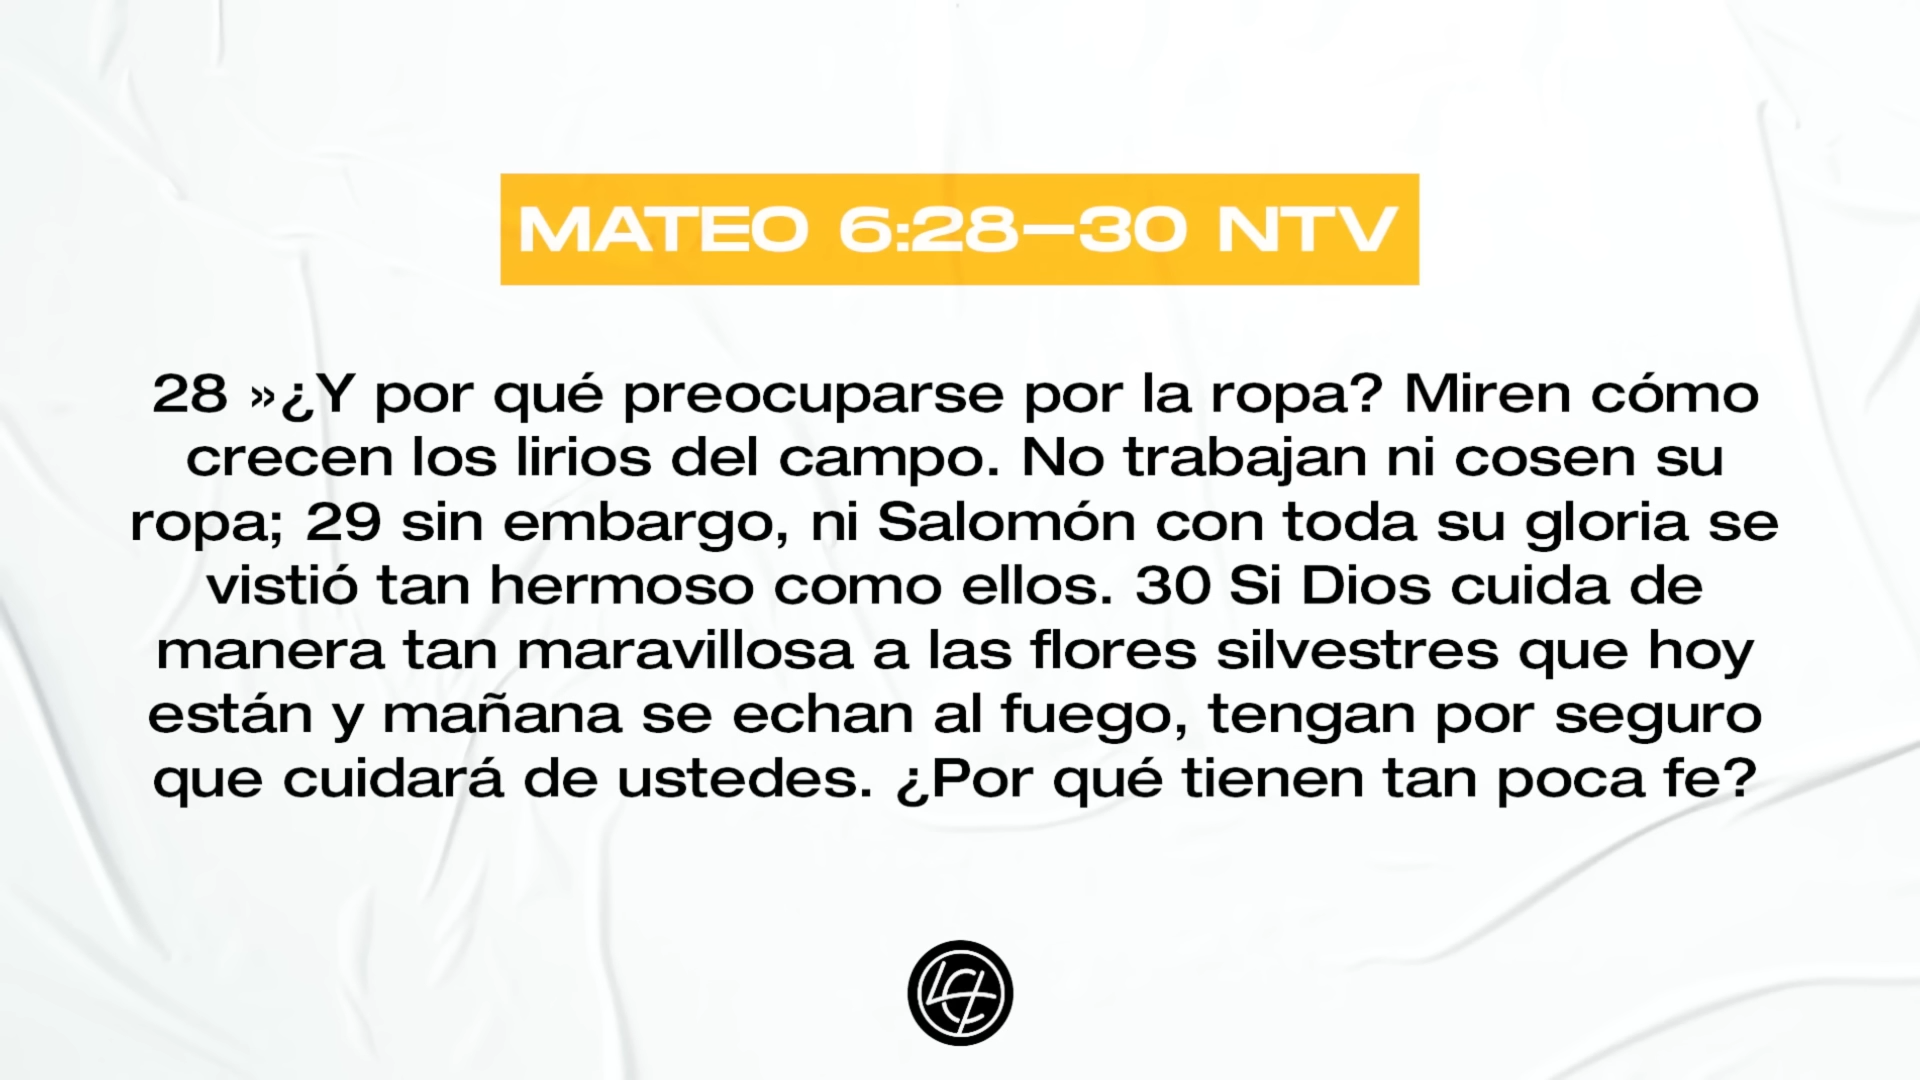 MATEO 6:28–30 NTV
28 »¿Y por qué preocuparse por la ropa? Miren cómo
crecen los lirios del campo. No trabajan ni cosen su
ropa; 29 sin embargo, ni Salomón con toda su gloria se
vistió tan hermoso como ellos. 30 Si Dios cuida de
manera tan maravillosa a las flores silvestres que hoy
están y mañana se echan al fuego, tengan por seguro
que cuidará de ustedes. ¿Por qué tienen tan poca fe?